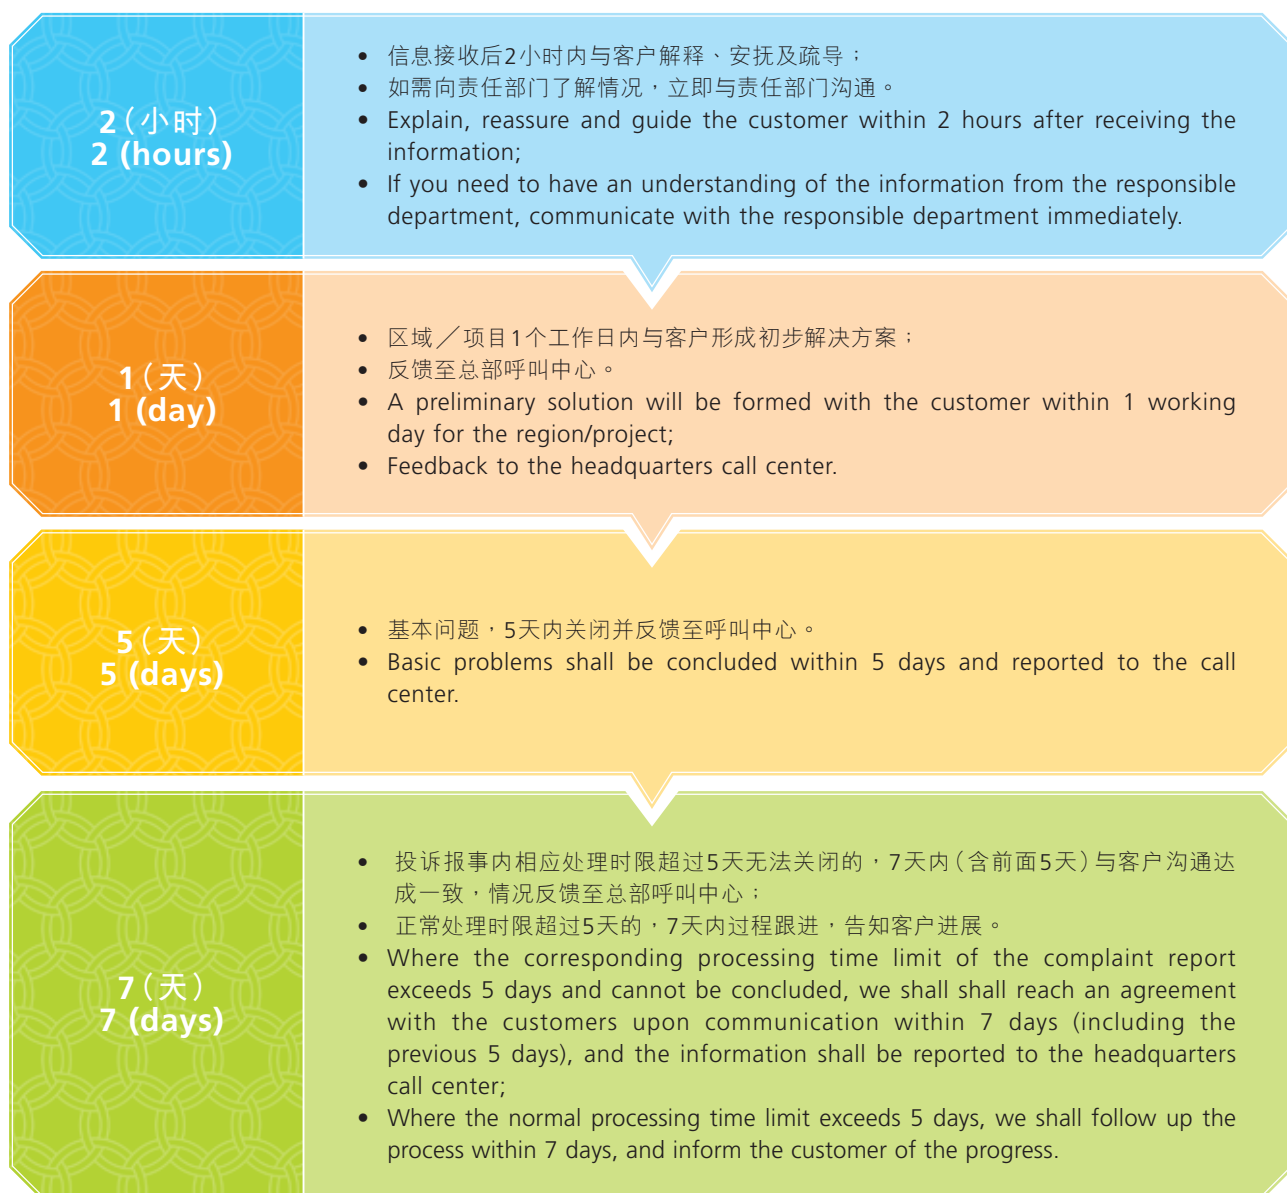 2（小时）
2 (hours)
• 信息接收后2小时内与客户解释、安抚及疏导；
• 如需向责任部门了解情况，立即与责任部门沟通。
• Explain, reassure and guide the customer within 2 hours after receiving the
information;
• If you need to have an understanding of the information from the responsible
department, communicate with the responsible department immediately.
1（天）
1 (day)
• 区域／项目1个工作日内与客户形成初步解决方案；
• 反馈至总部呼叫中心。
• A preliminary solution will be formed with the customer within 1 working
day for the region/project;
• Feedback to the headquarters call center.
5（天）
5 (days)
• 基本问题，5天内关闭并反馈至呼叫中心。
• Basic problems shall be concluded within 5 days and reported to the call
center.
7（天）
7 (days)
• 投诉报事内相应处理时限超过5天无法关闭的，7天内（含前面5天）与客户沟通达
成一致，情况反馈至总部呼叫中心；
• 正常处理时限超过5天的，7天内过程跟进，告知客户进展。
• Where the corresponding processing time limit of the complaint report
exceeds 5 days and cannot be concluded, we shall shall reach an agreement
with the customers upon communication within 7 days (including the
previous 5 days), and the information shall be reported to the headquarters
call center;
• Where the normal processing time limit exceeds 5 days, we shall follow up the
process within 7 days, and inform the customer of the progress.